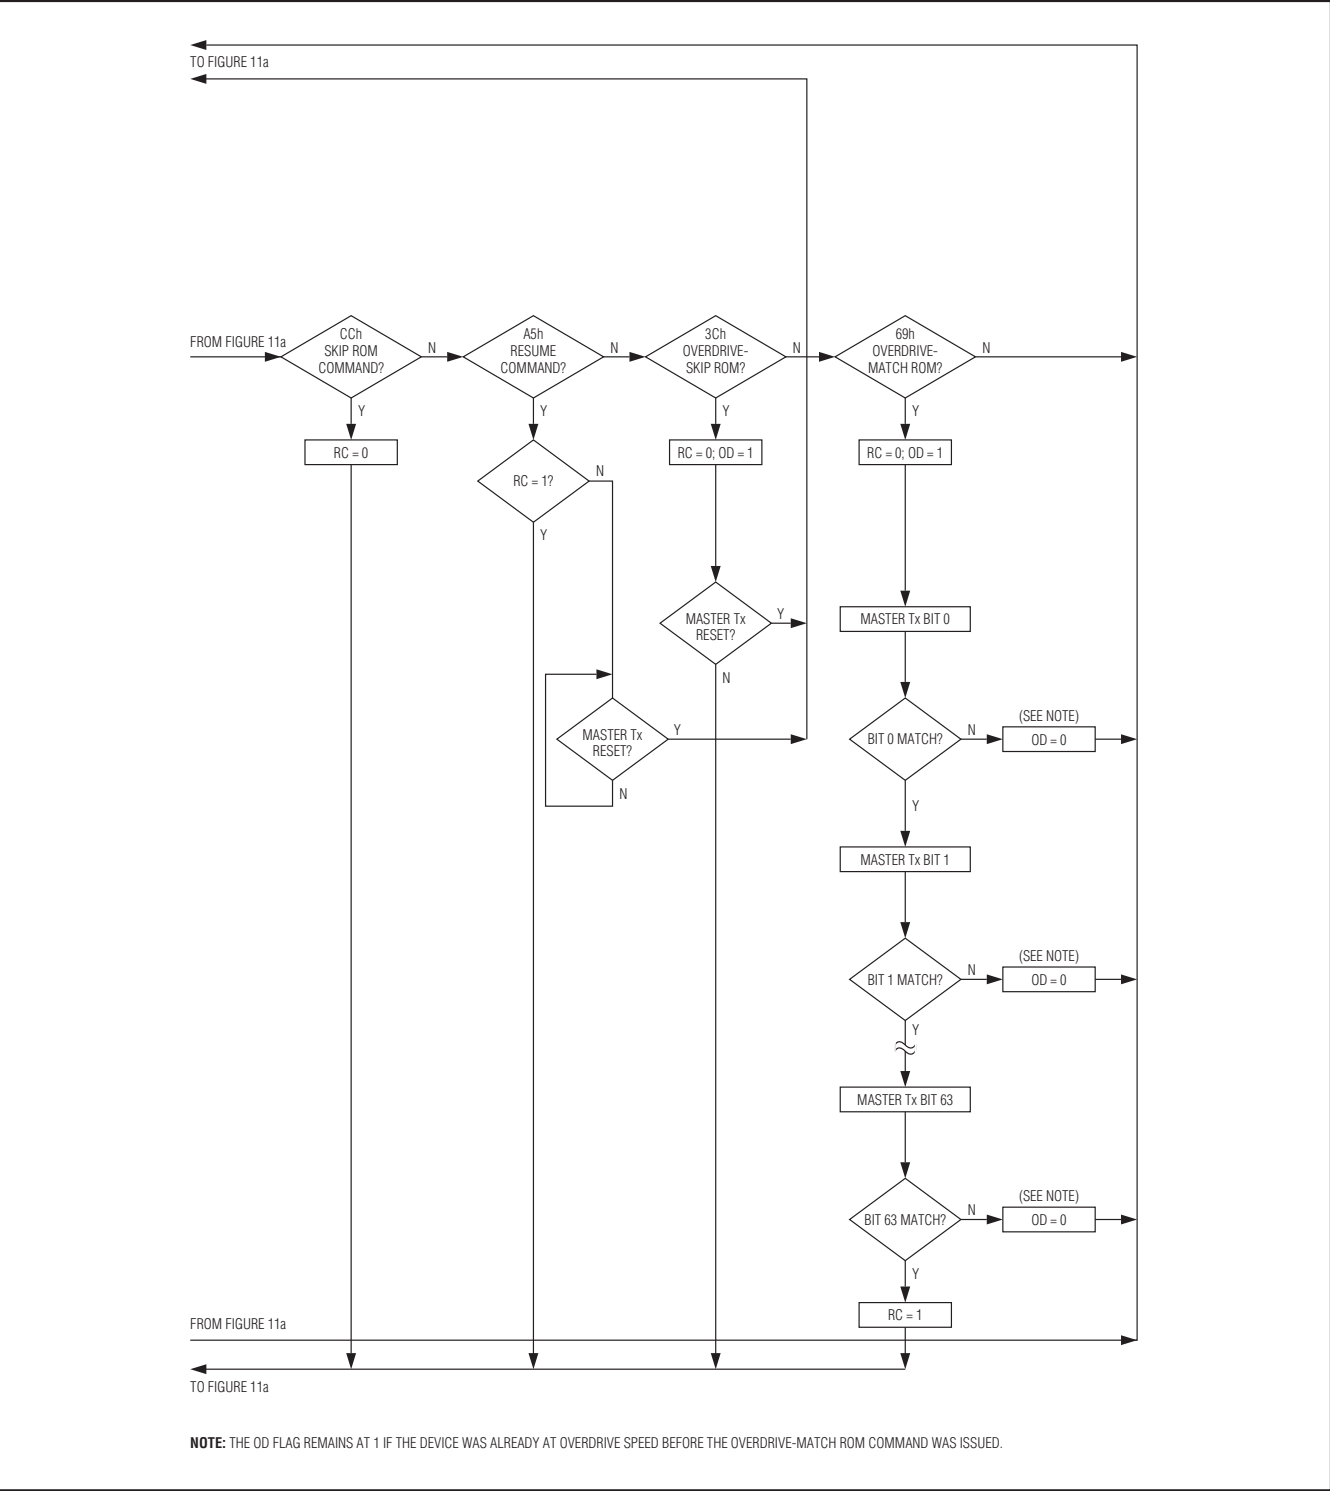 TO FIGURE 11a
FROM FIGURE 11a
CCh
SKIP ROM
COMMAND?
N
A5h
RESUME
COMMAND?
N
3Ch
OVERDRIVE-
SKIP ROM?
N
69h
OVERDRIVE-
MATCH ROM?
N
Y
Y
Y
Y
RC = 0
RC = 1?
N
Y
RC = 0; OD = 1
RC = 0; OD = 1
MASTER Tx
RESET?
Y
N
MASTER Tx
RESET?
Y
N
MASTER Tx BIT 0
BIT 0 MATCH?
N
(SEE NOTE)
OD = 0
Y
MASTER Tx BIT 1
BIT 1 MATCH?
N
(SEE NOTE)
OD = 0
Y
MASTER Tx BIT 63
BIT 63 MATCH?
N
(SEE NOTE)
OD = 0
Y
RC = 1
FROM FIGURE 11a
TO FIGURE 11a
NOTE: THE OD FLAG REMAINS AT 1 IF THE DEVICE WAS ALREADY AT OVERDRIVE SPEED BEFORE THE OVERDRIVE-MATCH ROM COMMAND WAS ISSUED.